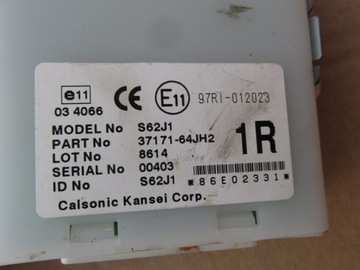 e11
03 4066
CE
E11
97RI-012023
MODEL No S62J1
PART No 37171-64JH2
LOT No 8614
SERIAL No 00403
ID No S62J1
1R
*86E02331*
Calsonic Kansei Corp.